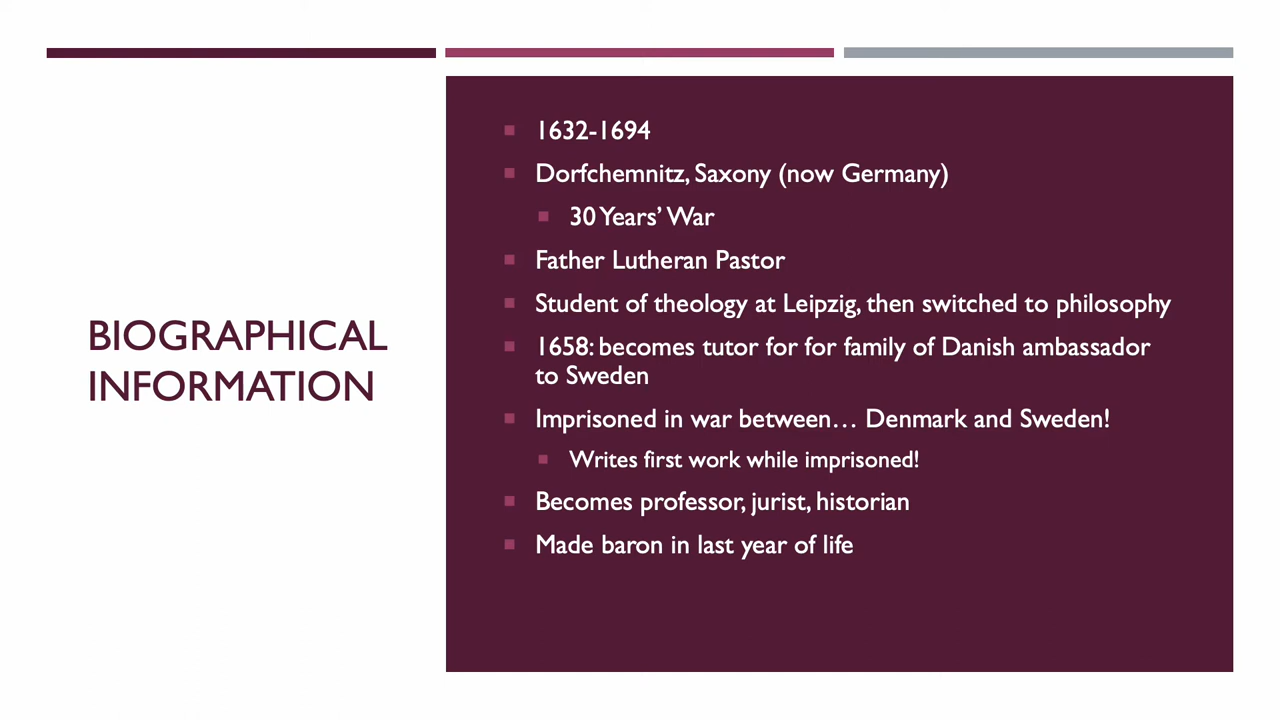 BIOGRAPHICAL
INFORMATION
1632-1694
Dorfchemnitz, Saxony (now Germany)
30 Years’ War
Father Lutheran Pastor
Student of theology at Leipzig, then switched to philosophy
1658: becomes tutor for for family of Danish ambassador
to Sweden
Imprisoned in war between… Denmark and Sweden!
Writes first work while imprisoned!
Becomes professor, jurist, historian
Made baron in last year of life